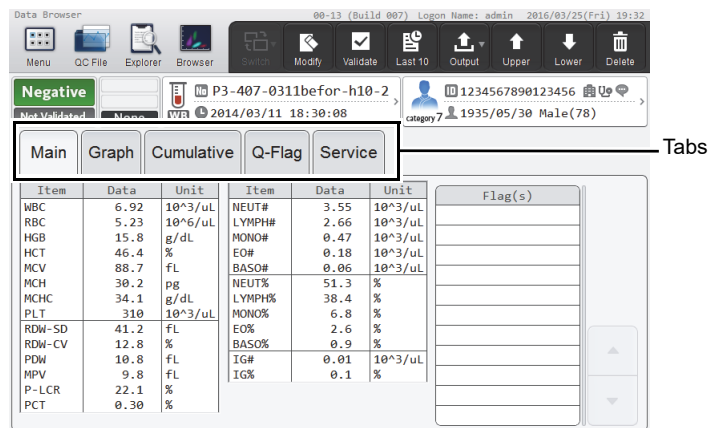 Data Browser 00-13 (Build 007) Logon Name: admin 2016/03/25(Fri) 19:32
Menu QC File Explorer Browser Switch Modify Validate Last 10 Output Upper Lower Delete
Negative No P3-407-0311befor-h10-2 ID 1234567890123456
Not Validated None WB 2014/03/11 18:30:08 category 7 1935/05/30 Male(78)
Main Graph Cumulative Q-Flag Service Tabs
Item Data Unit Item Data Unit Flag(s)
WBC 6.92 10^3/uL NEUT# 3.55 10^3/uL
RBC 5.23 10^6/uL LYMPH# 2.66 10^3/uL
HGB 15.8 g/dL MONO# 0.47 10^3/uL
HCT 46.4 % EO# 0.18 10^3/uL
MCV 88.7 fL BASO# 0.06 10^3/uL
MCH 30.2 pg NEUT% 51.3 %
MCHC 34.1 g/dL LYMPH% 38.4 %
PLT 310 10^3/uL MONO% 6.8 %
RDW-SD 41.2 fL EO% 2.6 %
RDW-CV 12.8 % BASO% 0.9 %
PDW 10.8 fL IG# 0.01 10^3/uL
MPV 9.8 fL IG% 0.1 %
P-LCR 22.1 %
PCT 0.30 %